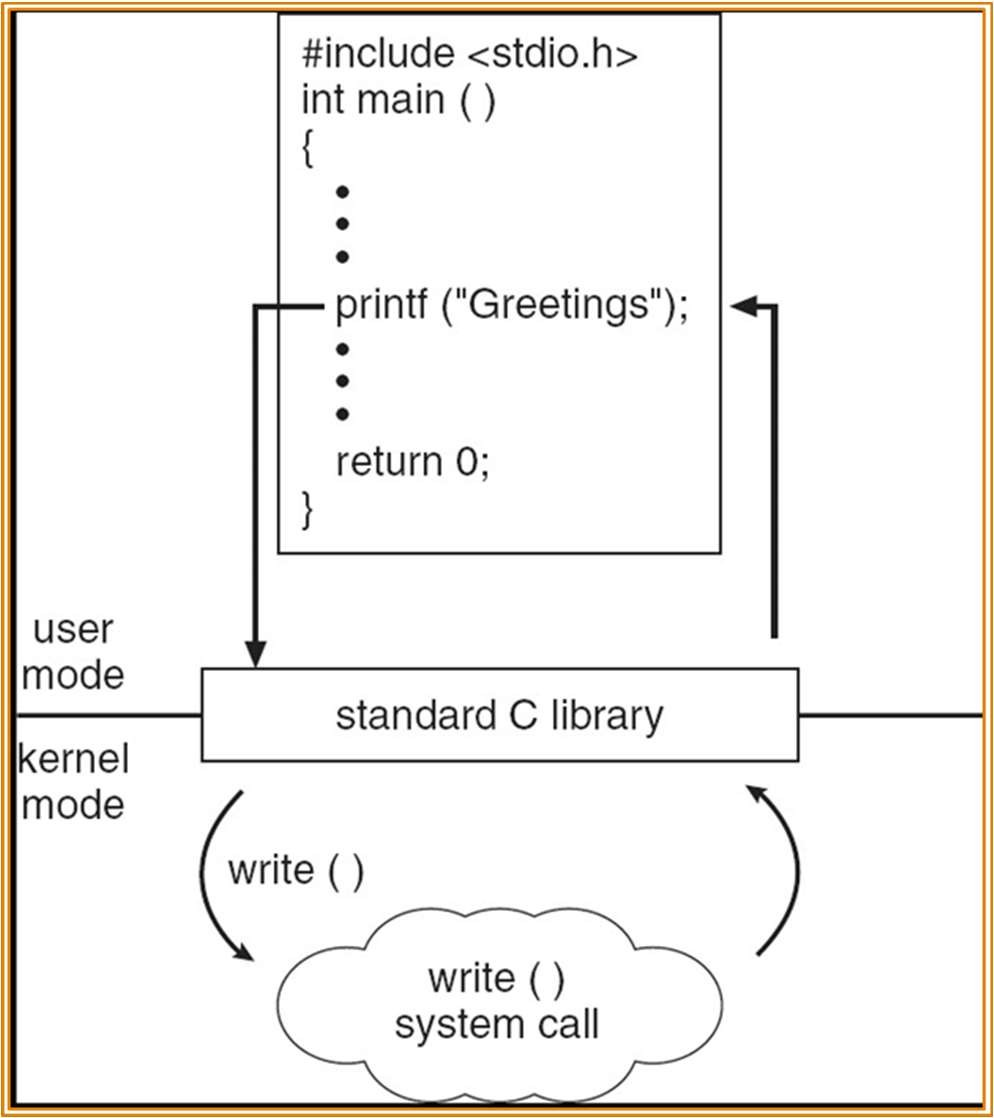 #include <stdio.h>
int main ( )
{
•
•
•
printf ("Greetings");
•
•
•
return 0;
}
user
mode
standard C library
kernel
mode
write ( )
write ( )
system call